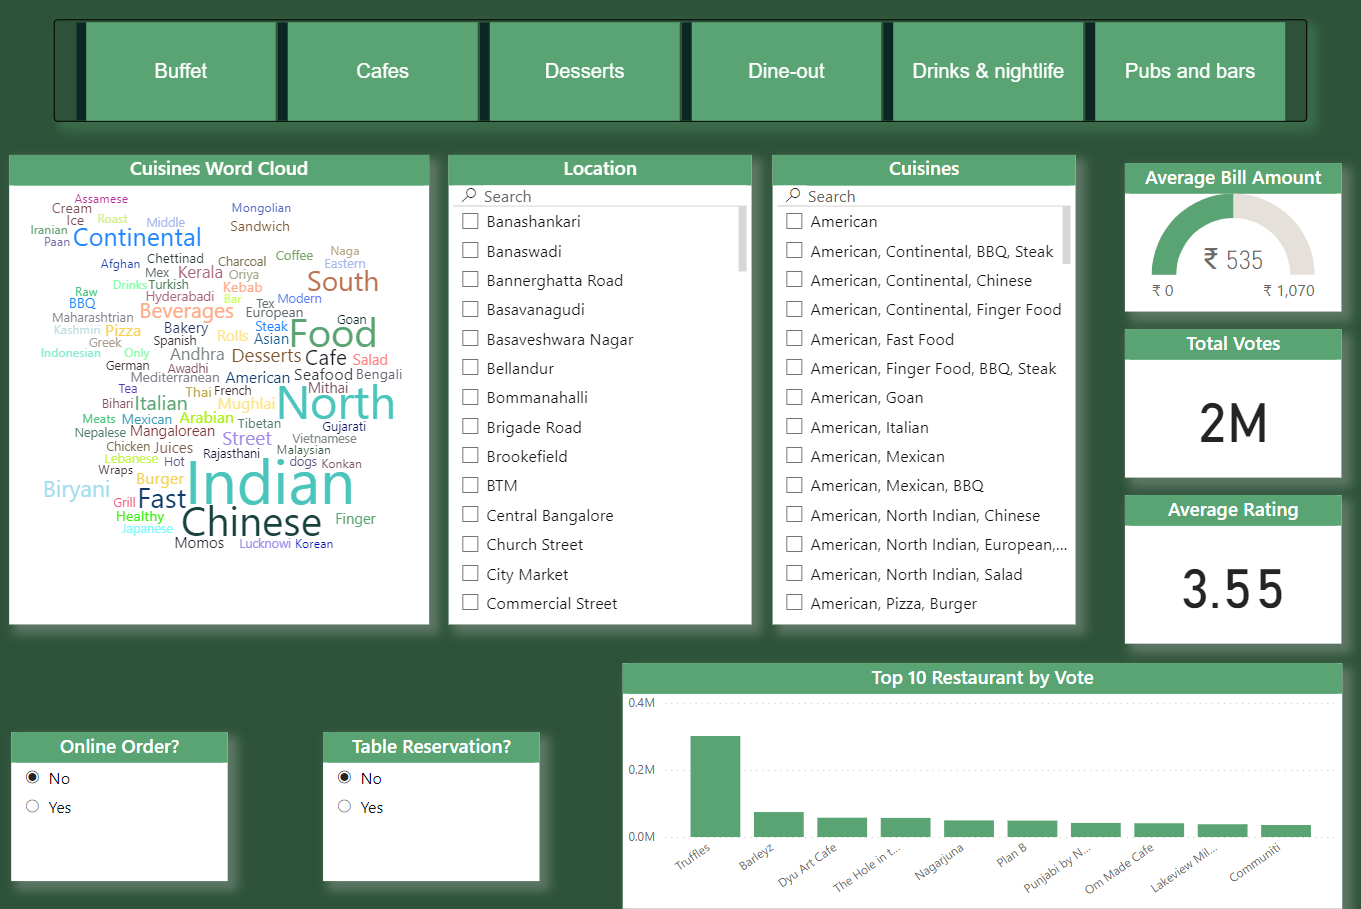 Buffet
Cafes
Desserts
Dine-out
Drinks & nightlife
Pubs and bars
Cuisines Word Cloud
Assamese
Cream
Mongolian
Ice
Roast
Middle
Sandwich
Iranian
Paan
Continental
Afghan
Chettinad
Charcoal
Coffee
Naga
Eastern
Mex
Kerala
Oriya
South
Raw
Drinks
Turkish
Kebab
BBQ
Hyderabadi
Bar
Modern
Maharashtrian
Beverages
Tex
European
Goan
Kashmiri
Pizza
Bakery
Rolls
Steak
Food
Greek
Spanish
Asian
Indonesian
Only
Andhra
Desserts
Cafe
Salad
German
Awadhi
Mediterranean
American
Seafood
Bengali
Tea
Thai
French
Mithai
Bihari
Italian
Mughlai
North
Meats
Mexican
Arabian
Tibetan
Gujarati
Nepalese
Mangalorean
Street
Vietnamese
Chicken
Juices
Rajasthani
Malaysian
Lebanese
Hot
dogs
Konkan
Wraps
Burger
Indian
Biryani
Grill
Fast
Healthy
Chinese
Finger
Japanese
Momos
Lucknowi
Korean
Location
Search
Banashankari
Banaswadi
Bannerghatta Road
Basavanagudi
Basaveshwara Nagar
Bellandur
Bommanahalli
Brigade Road
Brookefield
BTM
Central Bangalore
Church Street
City Market
Commercial Street
Cuisines
Search
American
American, Continental, BBQ, Steak
American, Continental, Chinese
American, Continental, Finger Food
American, Fast Food
American, Finger Food, BBQ, Steak
American, Goan
American, Italian
American, Mexican
American, Mexican, BBQ
American, North Indian, Chinese
American, North Indian, European,...
American, North Indian, Salad
American, Pizza, Burger
Average Bill Amount
₹ 535
₹ 0
₹ 1,070
Total Votes
2M
Average Rating
3.55
Online Order?
No
Yes
Table Reservation?
No
Yes
Top 10 Restaurant by Vote
0.4M
0.2M
0.0M
Truffles
Barleyz
Dyu Art Cafe
The Hole in t...
Nagarjuna
Plan B
Punjabi by N...
Om Made Cafe
Lakeview Mil...
Communiti